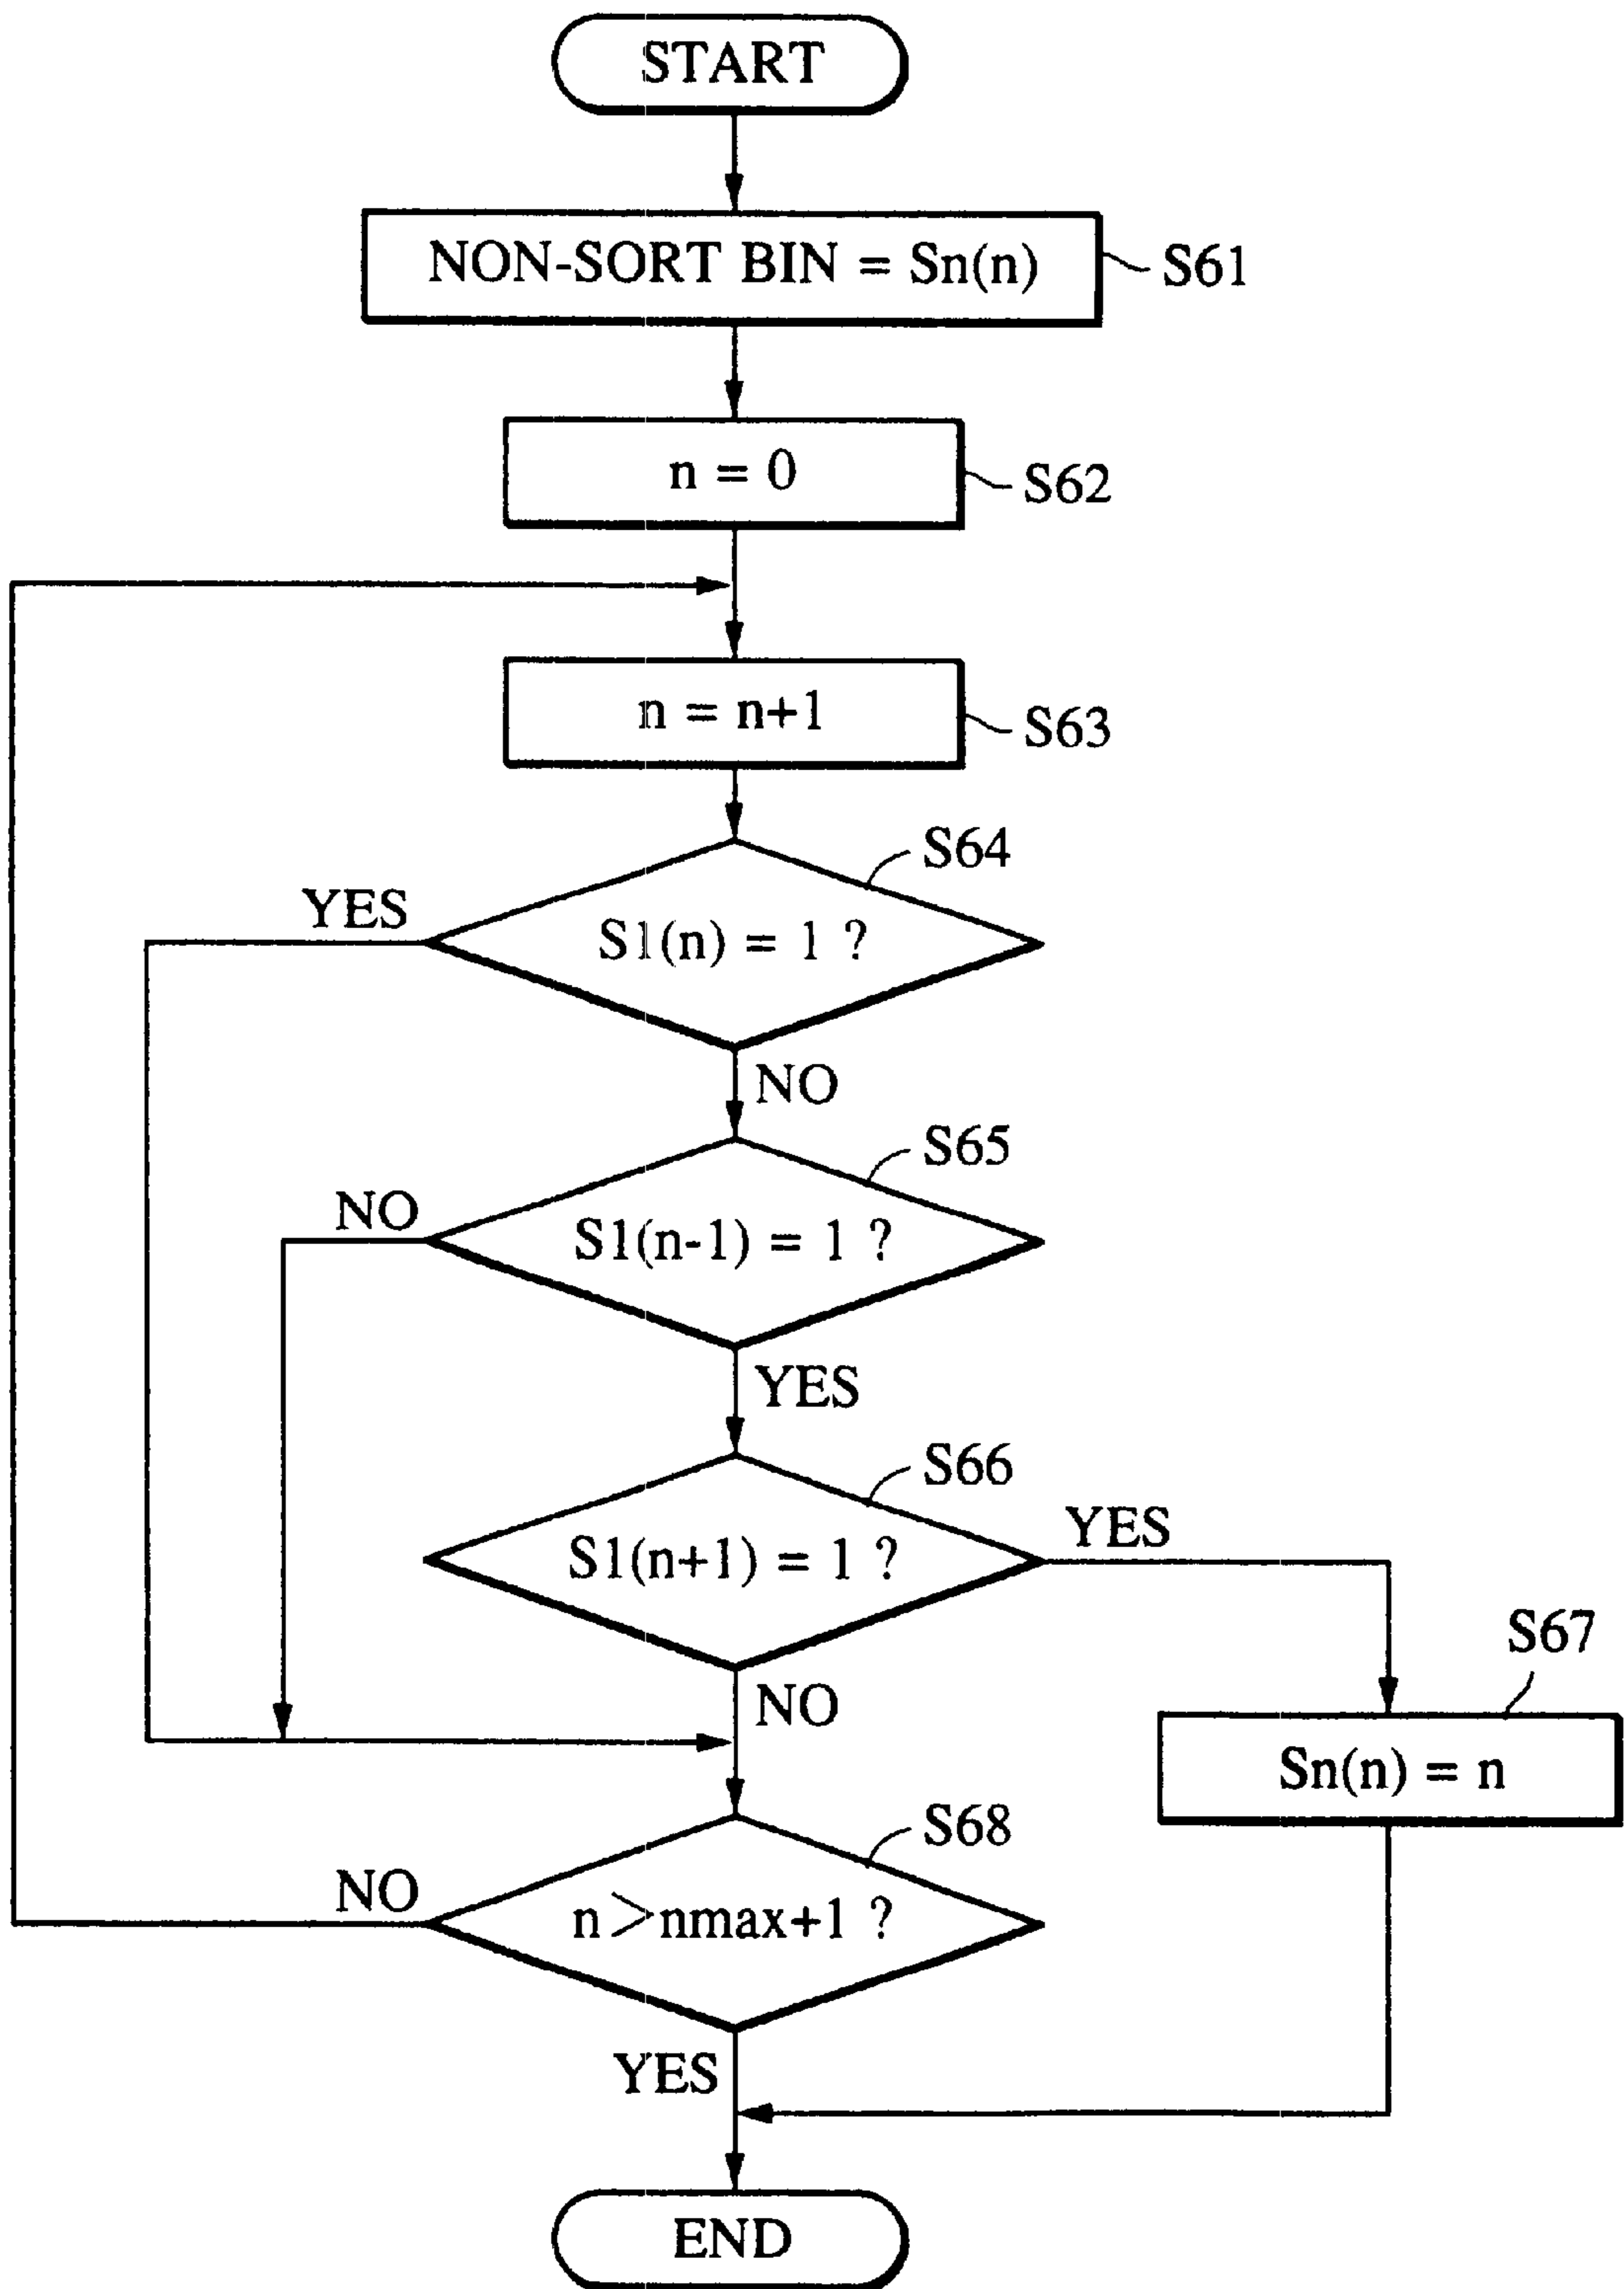 START
NON-SORT BIN = Sn(n)
S61
n = 0
S62
n = n+1
S63
S64
YES
S1(n) = 1 ?
NO
S65
NO
S1(n-1) = 1 ?
YES
S66
S1(n+1) = 1 ?
YES
S67
NO
Sn(n) = n
S68
NO
n>nmax+1 ?
YES
END